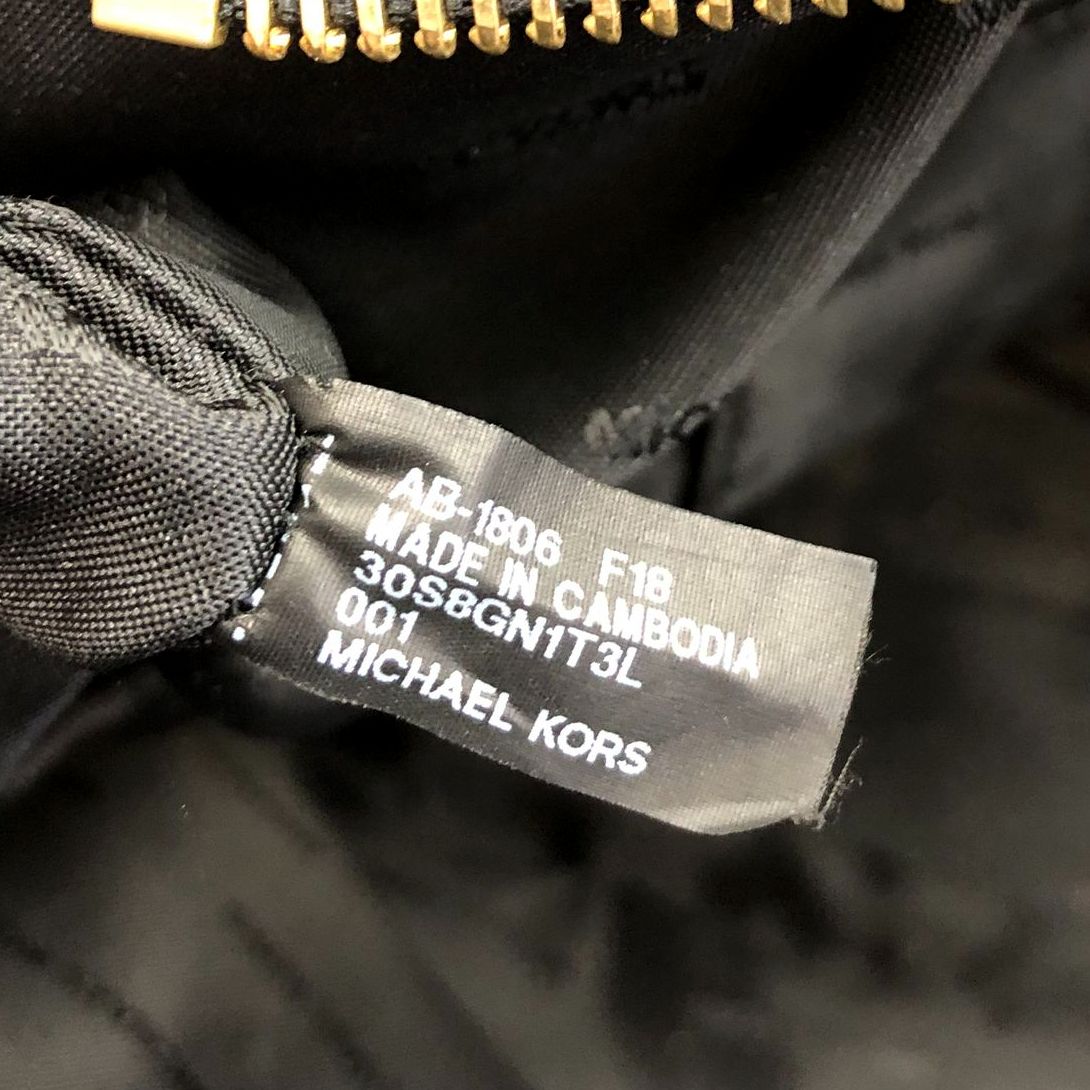 AB-1806 F18
MADE IN CAMBODIA
30S8GN1T3L
001
MICHAEL KORS